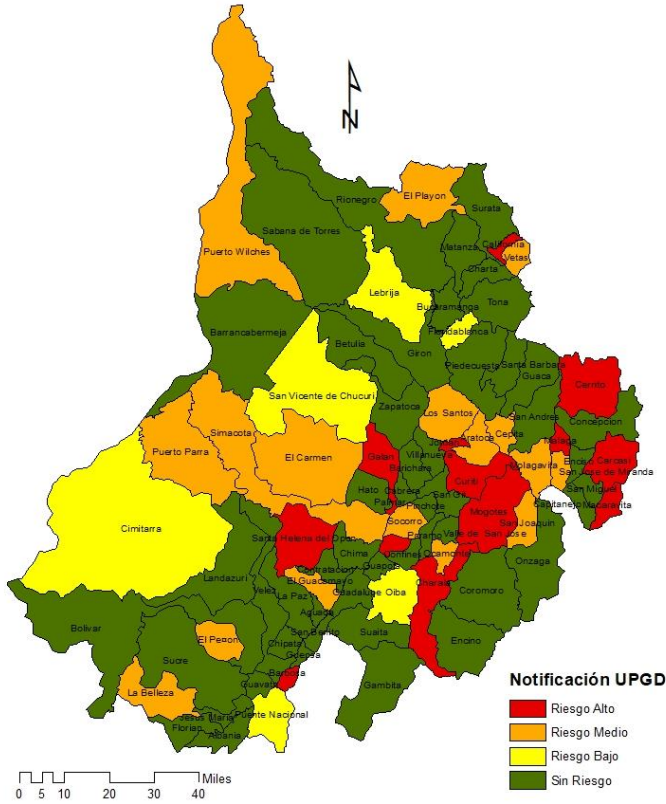 N
El Playon
Rionegro
Surata
Sabana de Torres
Matanza
California
Vetas
Puerto Wilches
Charta
Lebrija
Tona
Bucaramanga
Barrancabermeja
Floridablanca
Betulia
Giron
Piedecuesta
Santa Barbara
Guaca
Cerrito
San Vicente de Chucuri
Zapatoca
Los Santos
San Andres
Concepcion
Simacota
Cepita
Aratoca
Jordan
Malaga
Puerto Parra
El Carmen
Galan
Villanueva
Barichara
Molagavita
Enciso
Carcasi
San Jose de Miranda
Curiti
Hato
Cabrera
San Gil
San Miguel
Capitanejo
Macaravita
Palmar
Pinchote
Mogotes
Cimitarra
Socorro
San Joaquin
Santa Helena del Opon
Paramo
Valle de San Jose
Chima
Confines
Ocamonte
Onzaga
Contratacion
Guapota
Landazuri
El Guacamayo
Charala
Velez
La Paz
Guadalupe
Oiba
Coromoro
Aguada
Bolivar
San Benito
El Peñon
Suaita
Encino
Chipata
Sucre
Guepsa
Barbosa
Gambita
Guavata
La Belleza
Jesus Maria
Puente Nacional
Florian
Albania
Notificación UPGD
Riesgo Alto
Riesgo Medio
Riesgo Bajo
Sin Riesgo
Miles
0 5 10 20 30 40